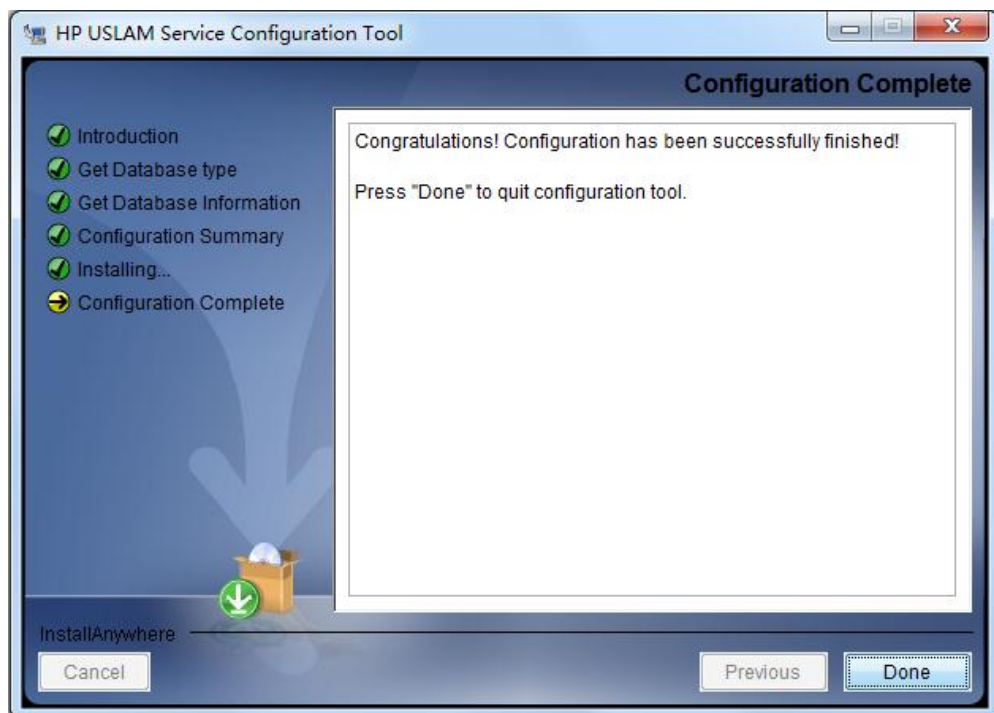 HP USLAM Service Configuration Tool
Configuration Complete
Introduction
Get Database type
Get Database Information
Configuration Summary
Installing...
Configuration Complete
Congratulations! Configuration has been successfully finished!
Press "Done" to quit configuration tool.
InstallAnywhere
Cancel
Previous
Done